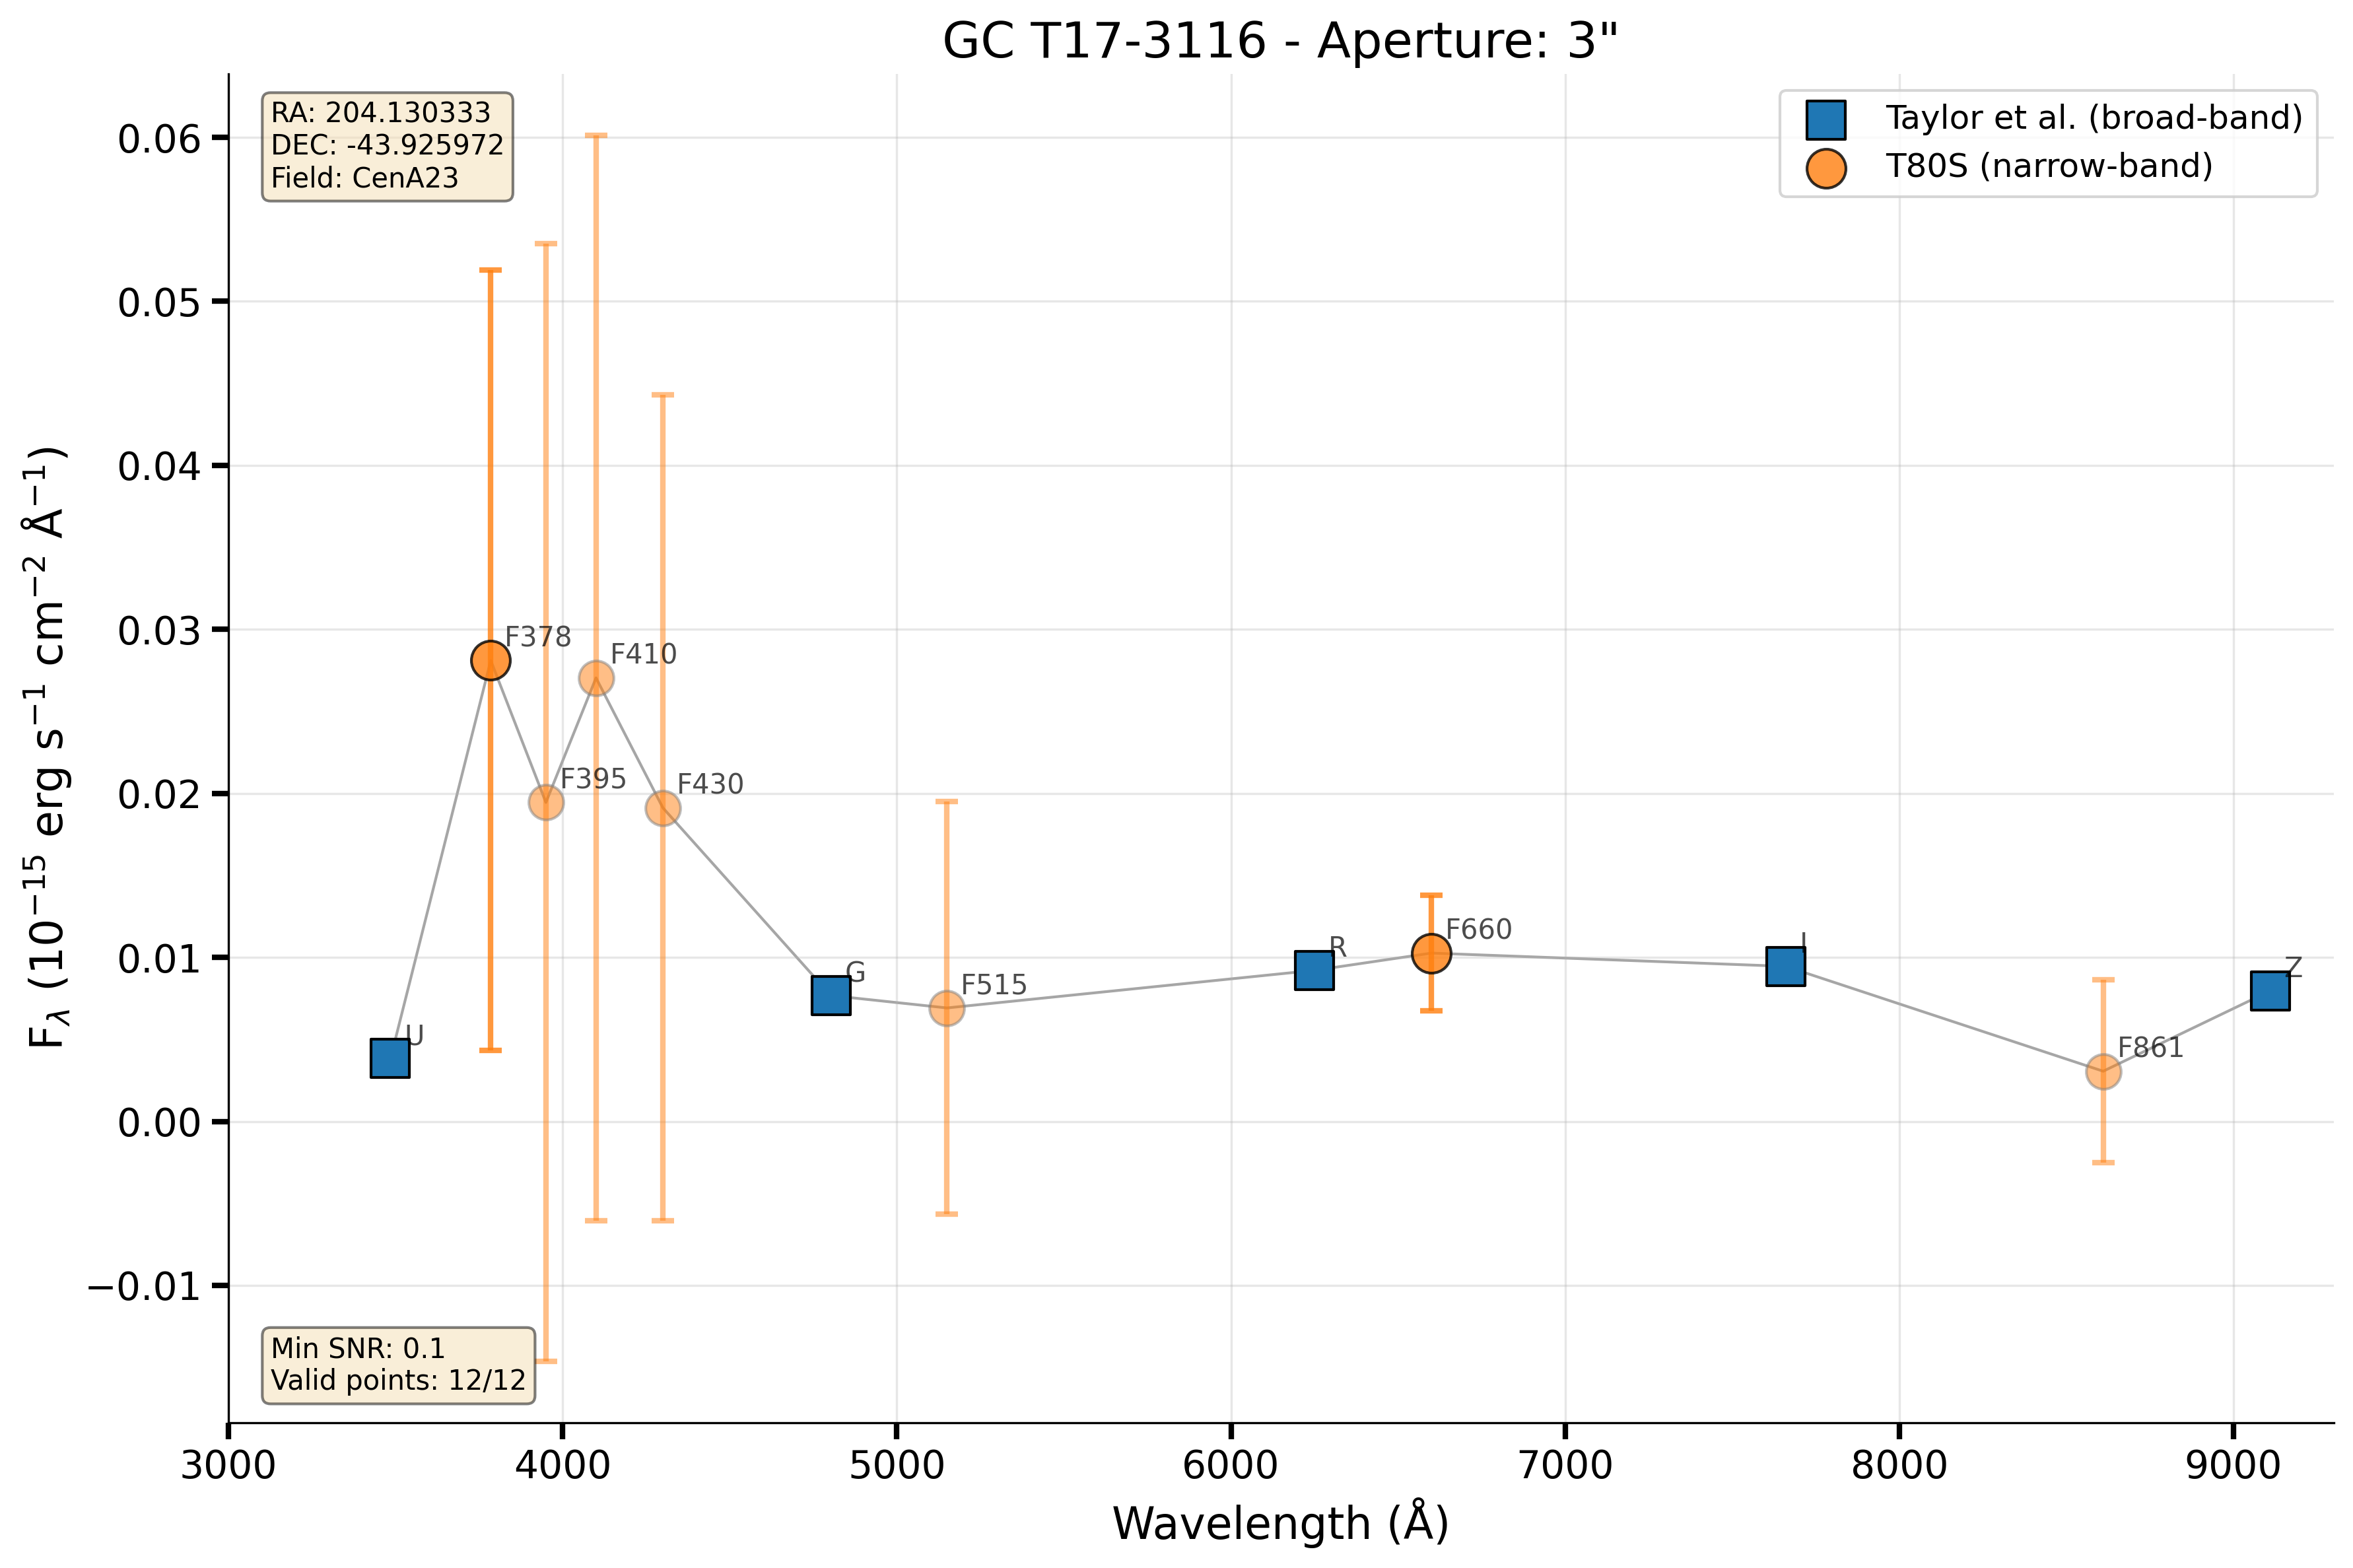 GC T17-3116 - Aperture: 3"
RA: 204.130333
DEC: -43.925972
Field: CenA23
Taylor et al. (broad-band)
T80S (narrow-band)
0.06
0.05
0.04
0.03
0.02
0.01
0.00
−0.01
F_λ (10⁻¹⁵ erg s⁻¹ cm⁻² Å⁻¹)
U
F378
F395
F410
F430
G
F515
R
F660
I
F861
Z
Min SNR: 0.1
Valid points: 12/12
3000 4000 5000 6000 7000 8000 9000
Wavelength (Å)